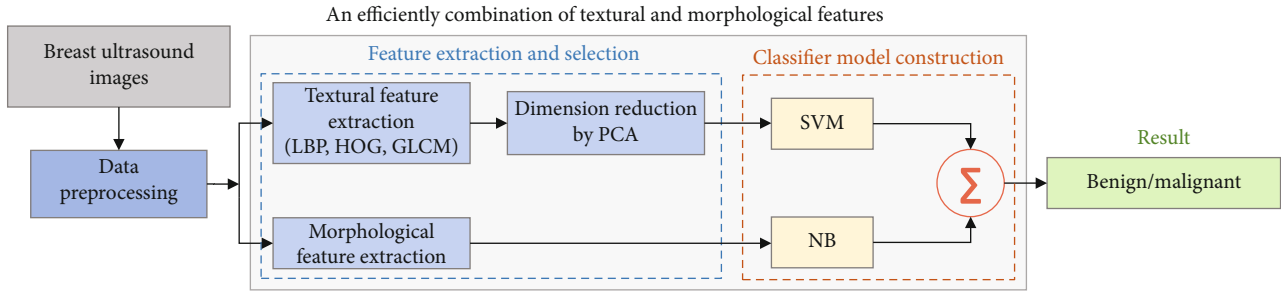 An efficiently combination of textural and morphological features
Breast ultrasound
images
Feature extraction and selection
Classifier model construction
Textural feature
extraction
(LBP, HOG, GLCM)
Dimension reduction
by PCA
SVM
Data
preprocessing
Σ
Result
Benign/malignant
Morphological
feature extraction
NB